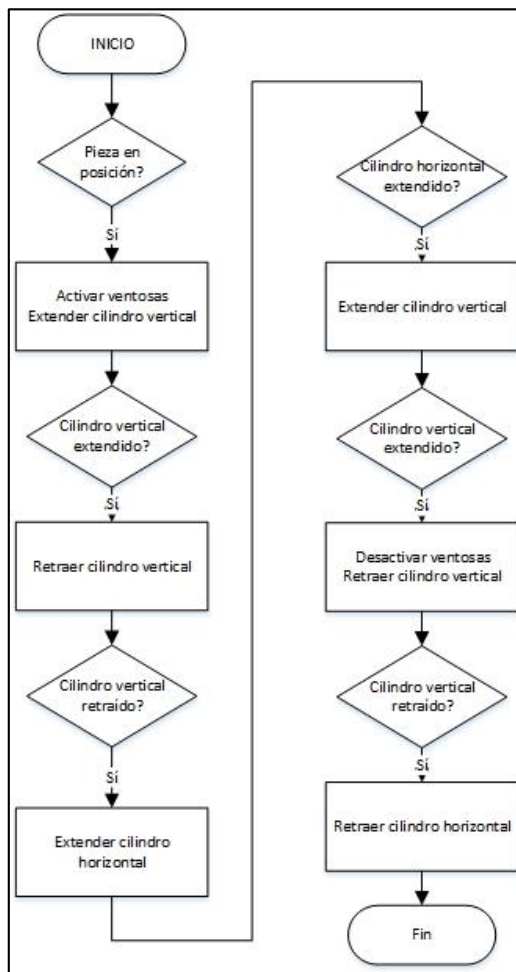 INICIO
Pieza en
posición?
Sí
Activar ventosas
Extender cilindro vertical
Cilindro vertical
extendido?
Sí
Retraer cilindro vertical
Cilindro vertical
retraído?
Sí
Extender cilindro
horizontal
Cilindro horizontal
extendido?
Sí
Extender cilindro vertical
Cilindro vertical
extendido?
Sí
Desactivar ventosas
Retraer cilindro vertical
Cilindro vertical
retraído?
Sí
Retraer cilindro horizontal
Fin